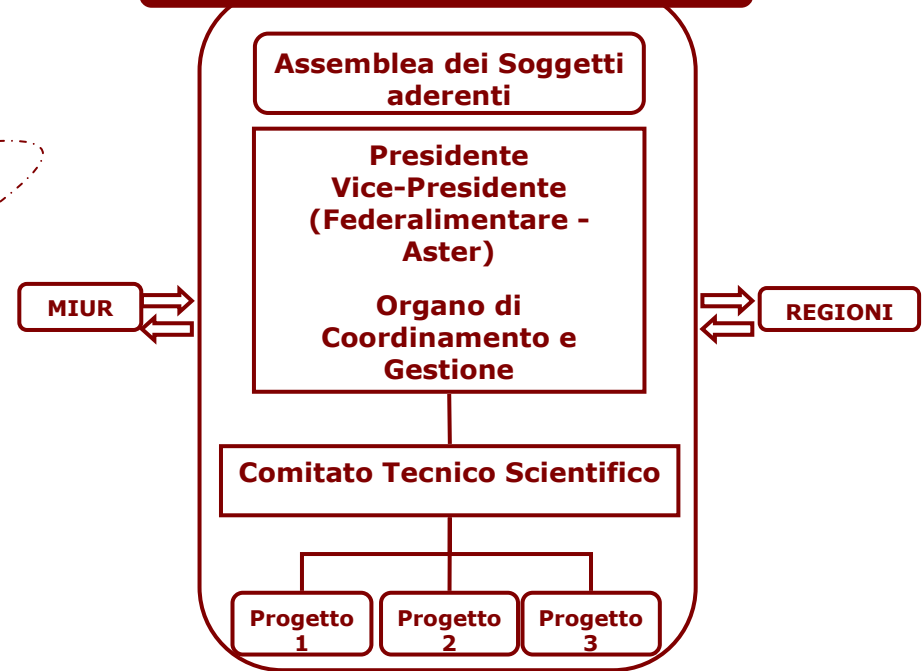 Assemblea dei Soggetti
aderenti
Presidente
Vice-Presidente
(Federalimentare -
Aster)
Organo di
Coordinamento e
Gestione
MIUR
REGIONI
Comitato Tecnico Scientifico
Progetto
1
Progetto
2
Progetto
3